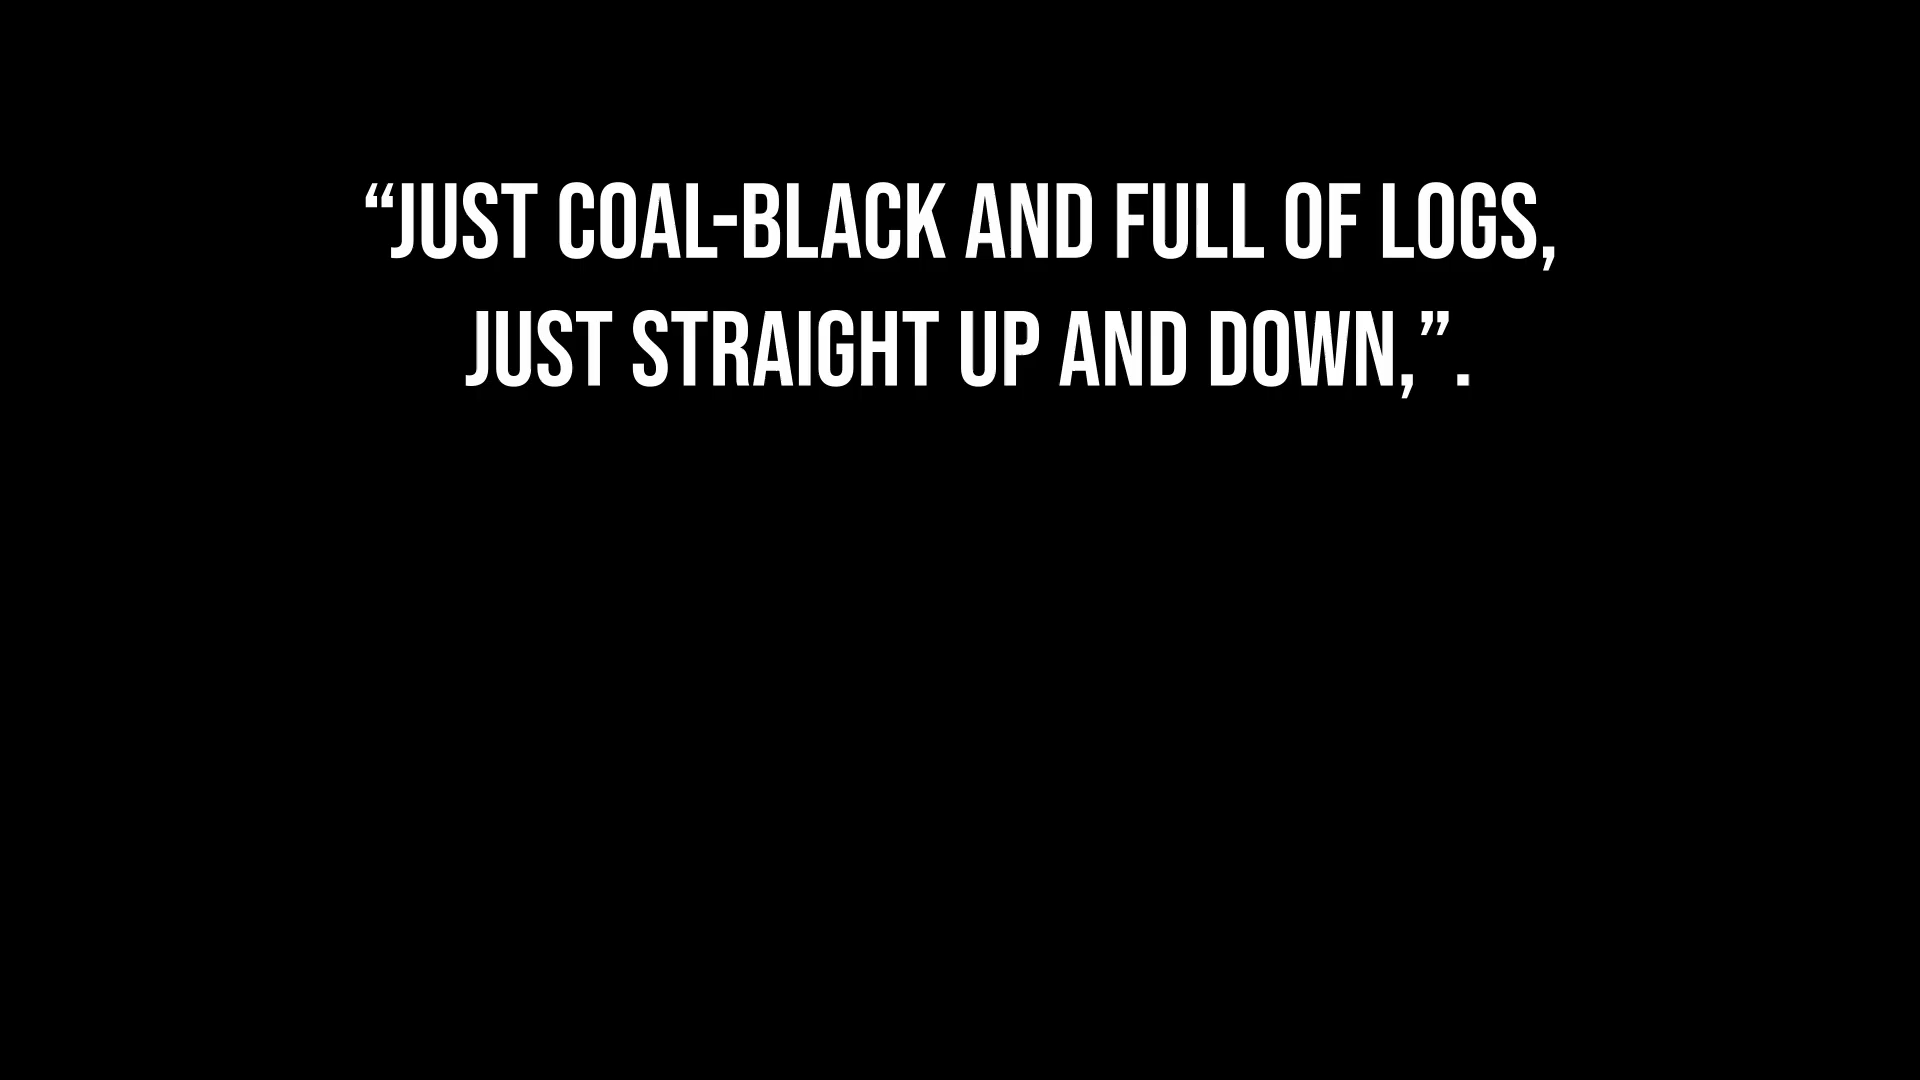 “JUST COAL-BLACK AND FULL OF LOGS,
JUST STRAIGHT UP AND DOWN,”.